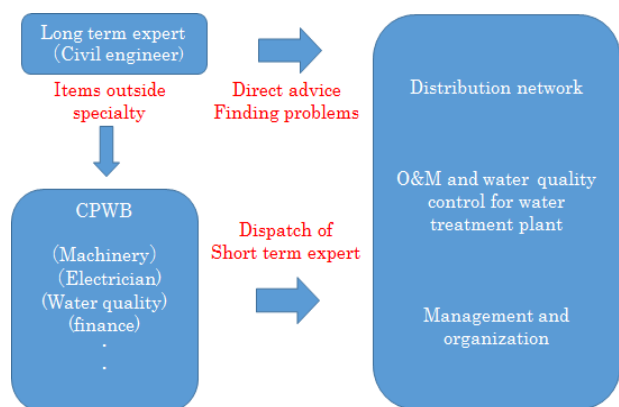 Long term expert
(Civil engineer)
Items outside
specialty
Direct advice
Finding problems
CPWB
(Machinery)
(Electrician)
(Water quality)
(finance)
.
.
Dispatch of
Short term expert
Distribution network
O&M and water quality
control for water
treatment plant
Management and
organization